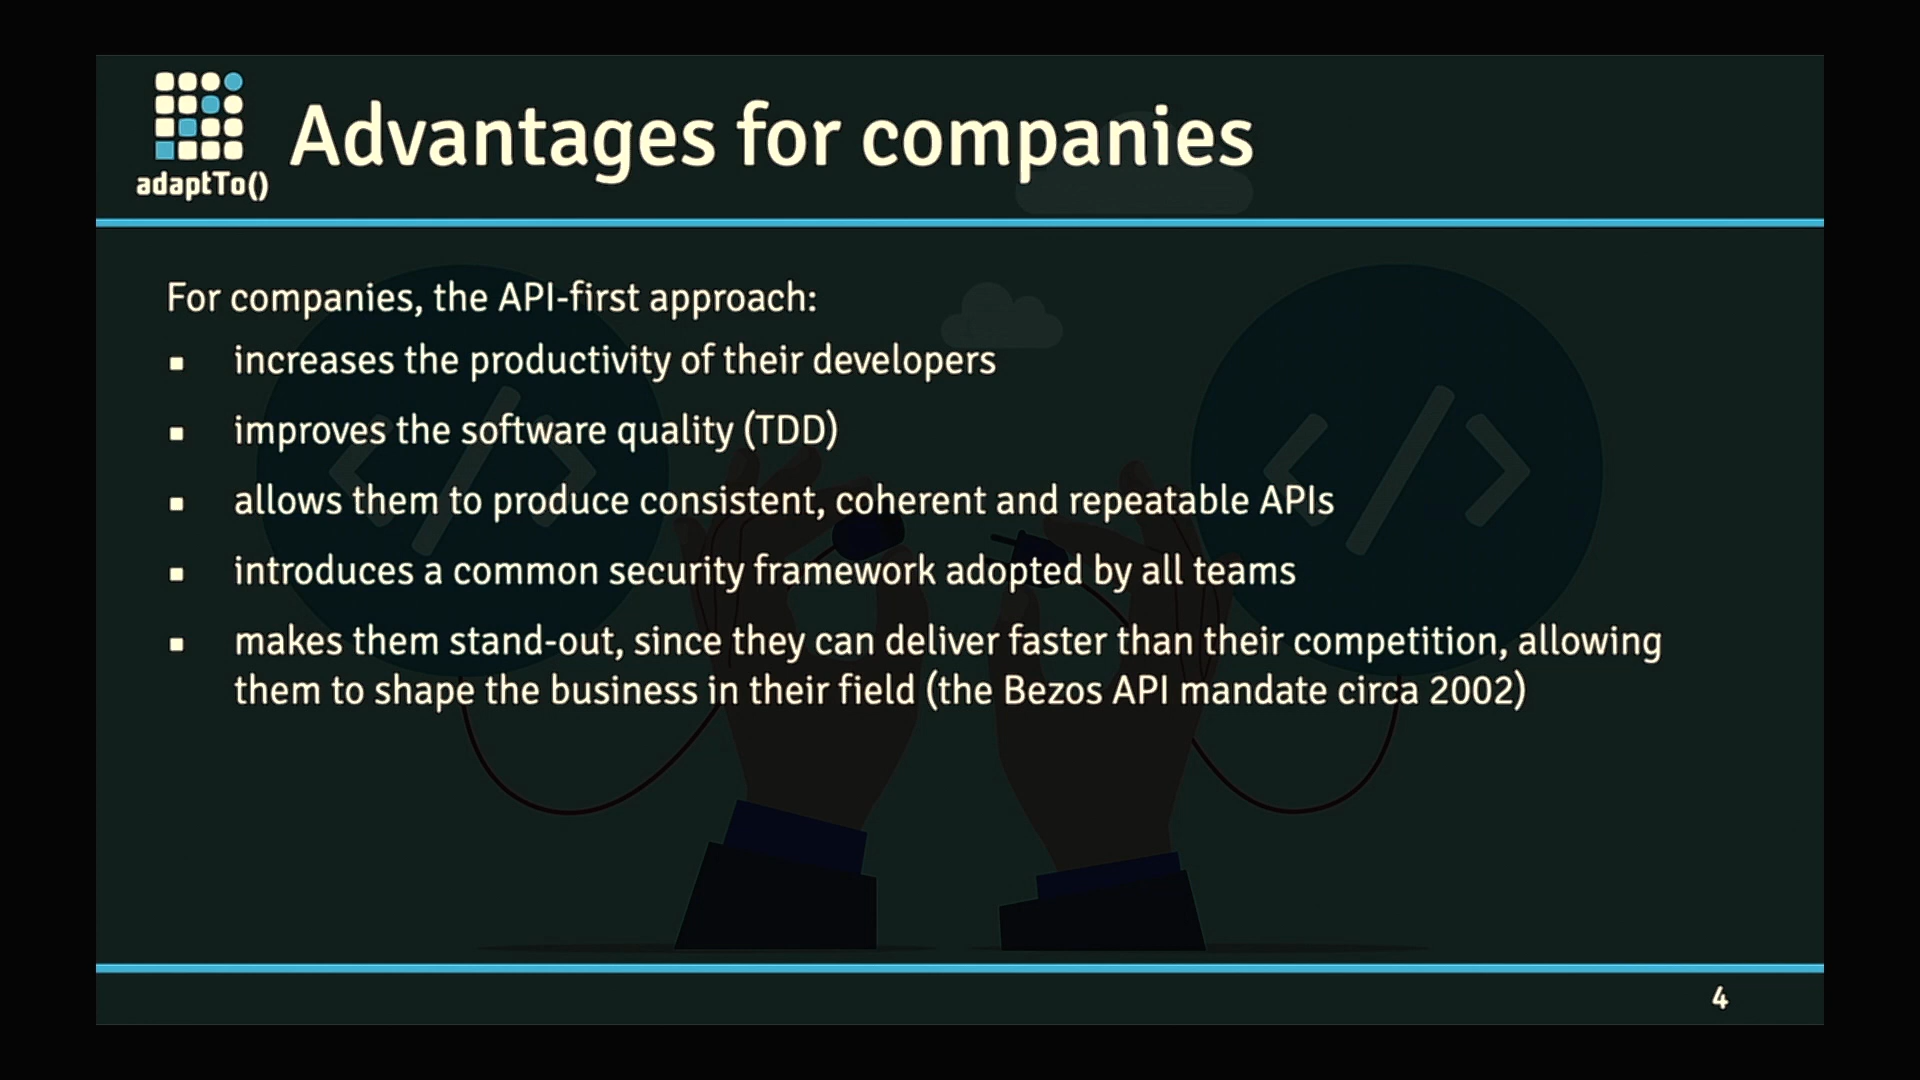 adaptTo()
Advantages for companies
For companies, the API-first approach:
▪ increases the productivity of their developers
▪ improves the software quality (TDD)
▪ allows them to produce consistent, coherent and repeatable APIs
▪ introduces a common security framework adopted by all teams
▪ makes them stand-out, since they can deliver faster than their competition, allowing
them to shape the business in their field (the Bezos API mandate circa 2002)
4